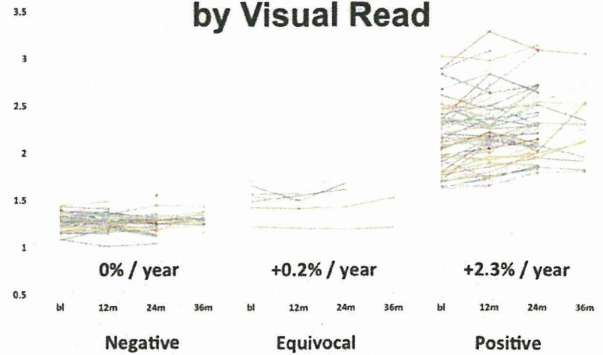 by Visual Read
3.5
3
2.5
2
1.5
1
0.5
0% / year
+0.2% / year
+2.3% / year
bl 12m 24m 36m
bl 12m 24m 36m
bl 12m 24m 36m
Negative
Equivocal
Positive